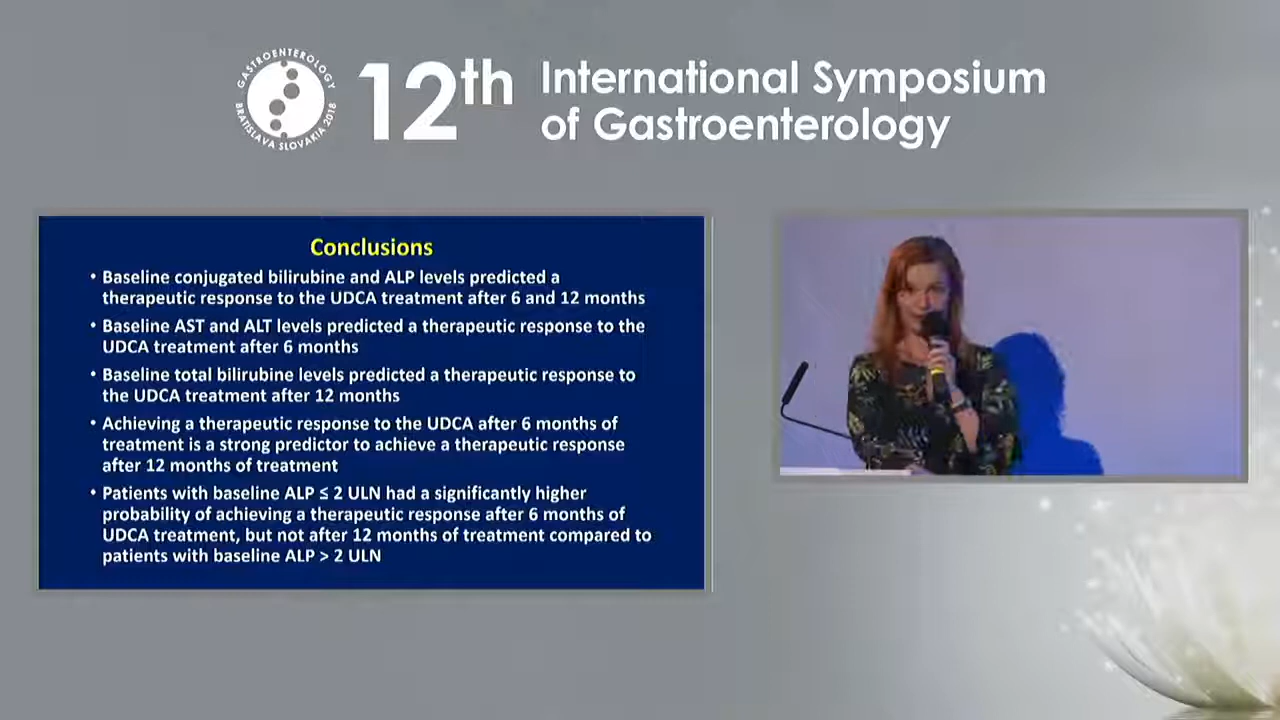 GASTROENTEROLOGY
BRATISLAVA SLOVAKIA 2018
12th
International Symposium
of Gastroenterology
Conclusions
• Baseline conjugated bilirubine and ALP levels predicted a
therapeutic response to the UDCA treatment after 6 and 12 months
• Baseline AST and ALT levels predicted a therapeutic response to the
UDCA treatment after 6 months
• Baseline total bilirubine levels predicted a therapeutic response to
the UDCA treatment after 12 months
• Achieving a therapeutic response to the UDCA after 6 months of
treatment is a strong predictor to achieve a therapeutic response
after 12 months of treatment
• Patients with baseline ALP ≤ 2 ULN had a significantly higher
probability of achieving a therapeutic response after 6 months of
UDCA treatment, but not after 12 months of treatment compared to
patients with baseline ALP > 2 ULN